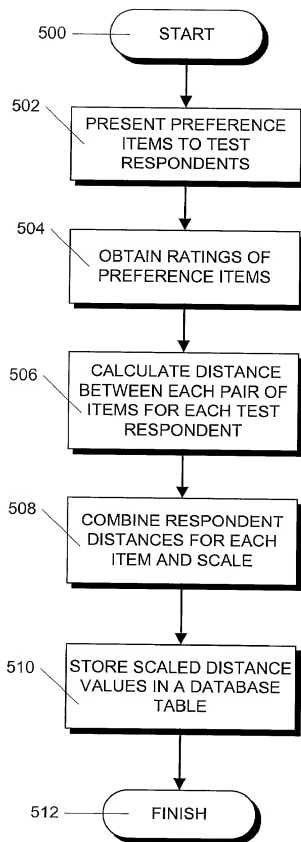 500
START
502
PRESENT PREFERENCE
ITEMS TO TEST
RESPONDENTS
504
OBTAIN RATINGS OF
PREFERENCE ITEMS
506
CALCULATE DISTANCE
BETWEEN EACH PAIR OF
ITEMS FOR EACH TEST
RESPONDENT
508
COMBINE RESPONDENT
DISTANCES FOR EACH
ITEM AND SCALE
510
STORE SCALED DISTANCE
VALUES IN A DATABASE
TABLE
512
FINISH